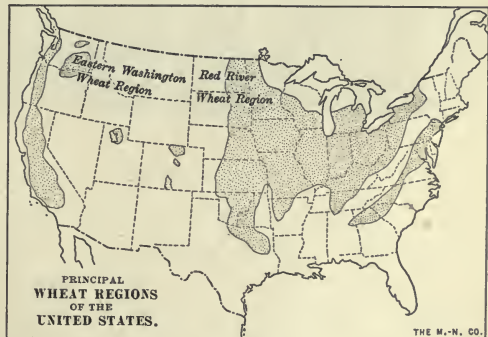 Eastern Washington
Wheat Region
Red River
Wheat Region
PRINCIPAL
WHEAT REGIONS
OF THE
UNITED STATES.
THE M.-N. CO.